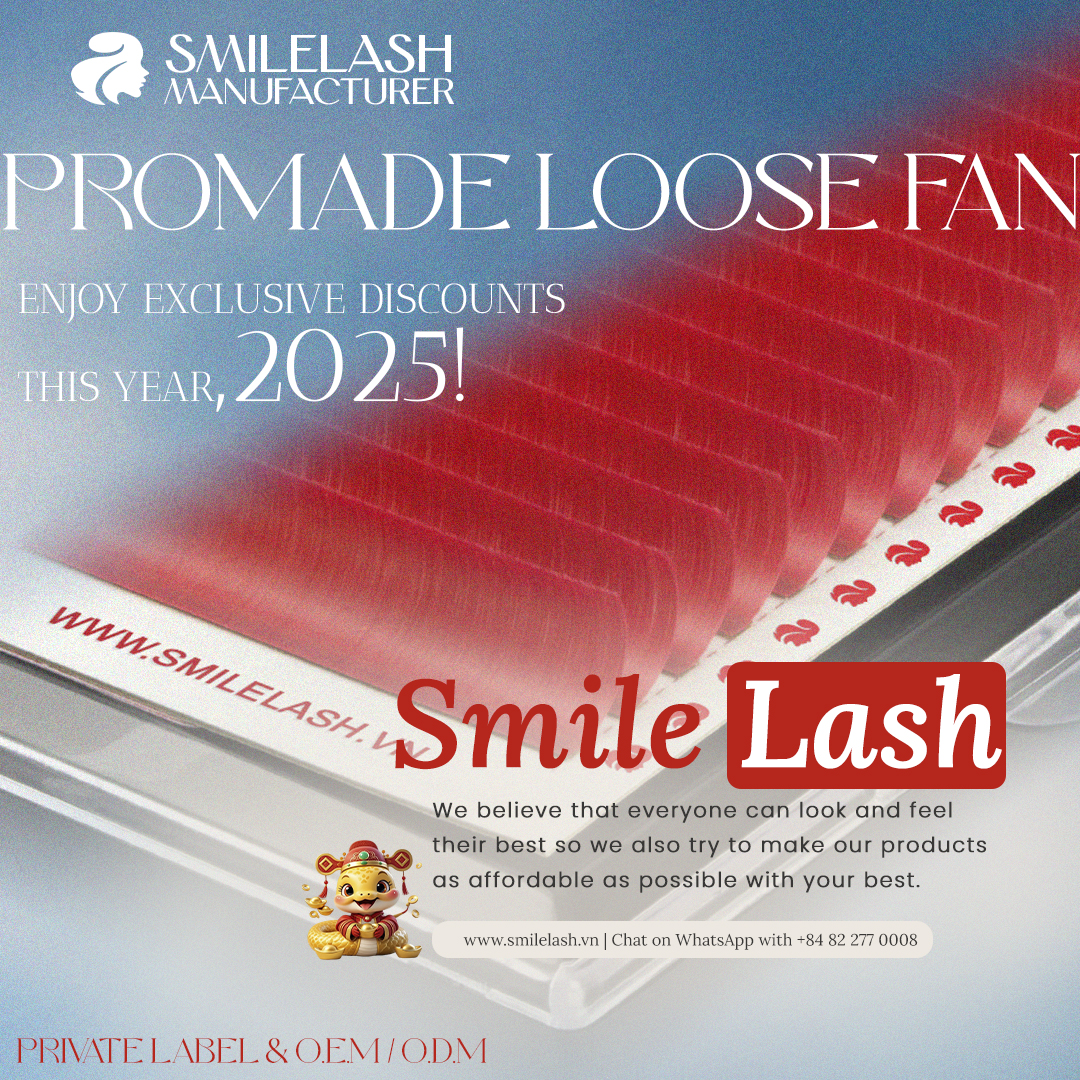 SMILELASH
MANUFACTURER
PROMADE LOOSE FAN
ENJOY EXCLUSIVE DISCOUNTS
THIS YEAR, 2025!
WWW.SMILELASH.VN
Smile Lash
We believe that everyone can look and feel
their best so we also try to make our products
as affordable as possible with your best.
www.smilelash.vn | Chat on WhatsApp with +84 82 277 0008
PRIVATE LABEL & O.E.M / O.D.M